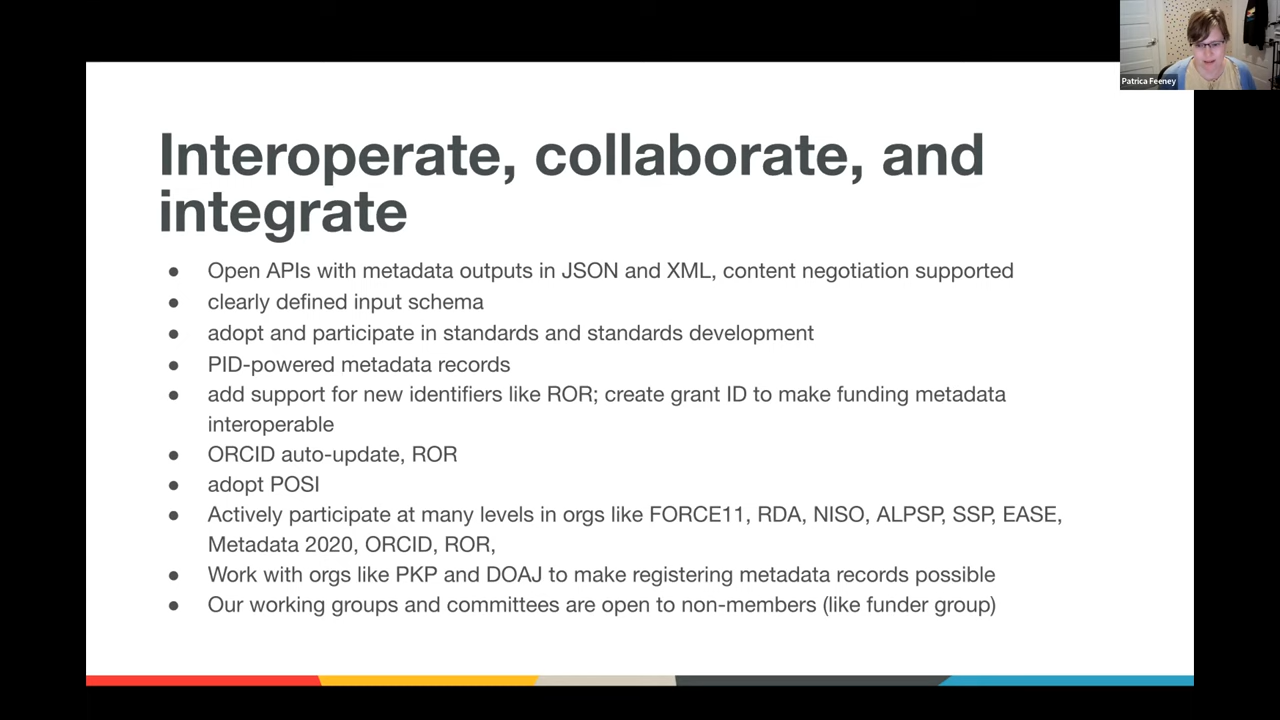 Patrica Feeney
Interoperate, collaborate, and
integrate
● Open APIs with metadata outputs in JSON and XML, content negotiation supported
● clearly defined input schema
● adopt and participate in standards and standards development
● PID-powered metadata records
● add support for new identifiers like ROR; create grant ID to make funding metadata
interoperable
● ORCID auto-update, ROR
● adopt POSI
● Actively participate at many levels in orgs like FORCE11, RDA, NISO, ALPSP, SSP, EASE,
Metadata 2020, ORCID, ROR,
● Work with orgs like PKP and DOAJ to make registering metadata records possible
● Our working groups and committees are open to non-members (like funder group)